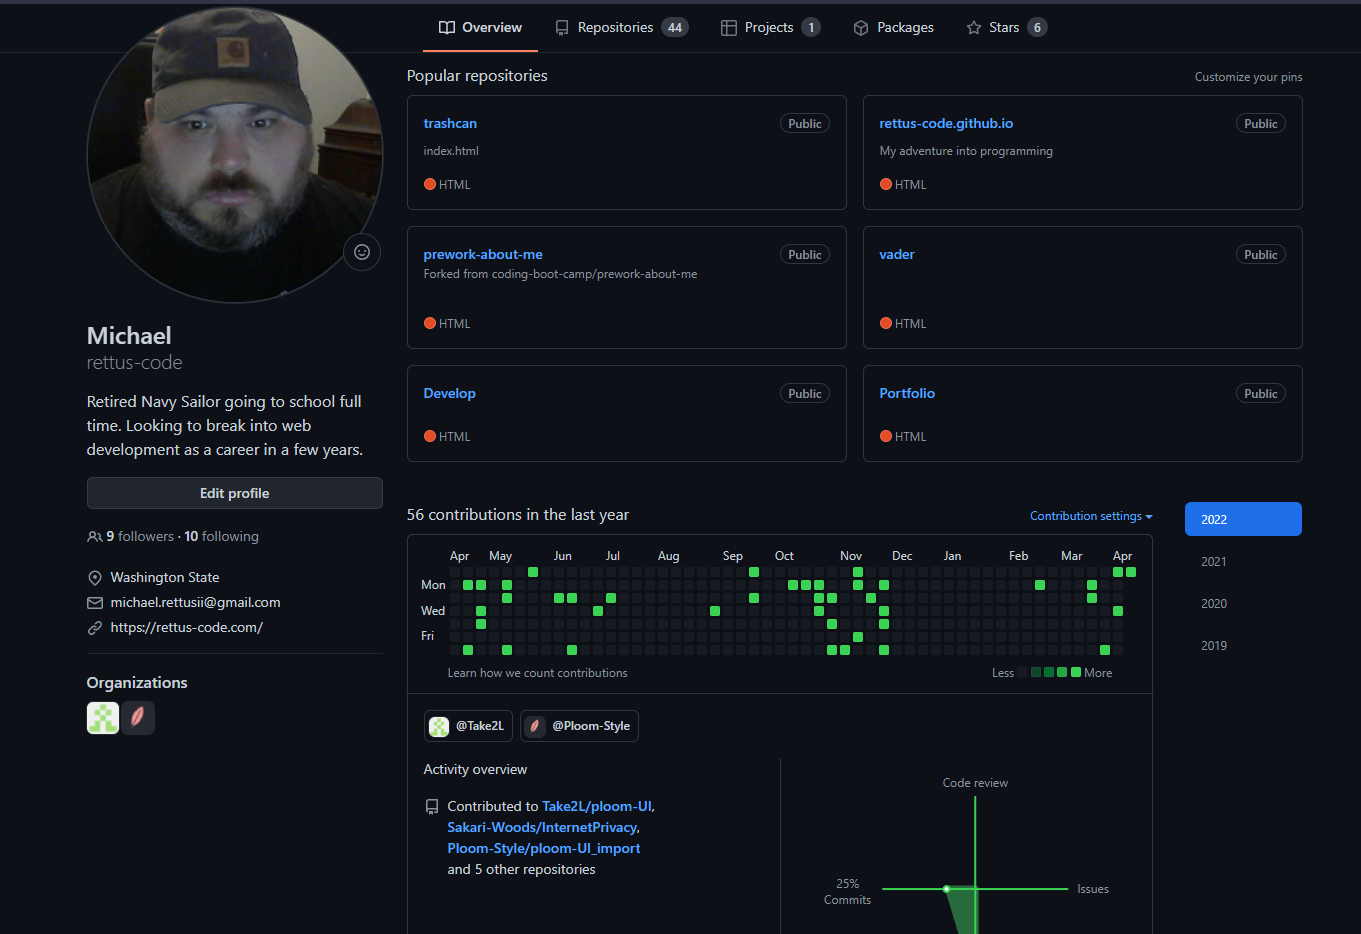 Overview
Repositories 44
Projects 1
Packages
Stars 6
Popular repositories
Customize your pins
trashcan
Public
index.html
HTML
rettus-code.github.io
Public
My adventure into programming
HTML
prework-about-me
Public
Forked from coding-boot-camp/prework-about-me
HTML
vader
Public
HTML
Develop
Public
HTML
Portfolio
Public
HTML
Michael
rettus-code
Retired Navy Sailor going to school full
time. Looking to break into web
development as a career in a few years.
Edit profile
9 followers · 10 following
Washington State
michael.rettusii@gmail.com
https://rettus-code.com/
Organizations
56 contributions in the last year
Contribution settings
2022
2021
2020
2019
Apr May Jun Jul Aug Sep Oct Nov Dec Jan Feb Mar Apr
Mon
Wed
Fri
Learn how we count contributions
Less
More
@Take2L
@Ploom-Style
Activity overview
Contributed to Take2L/ploom-UI,
Sakari-Woods/InternetPrivacy,
Ploom-Style/ploom-UI_import
and 5 other repositories
Code review
25%
Commits
Issues